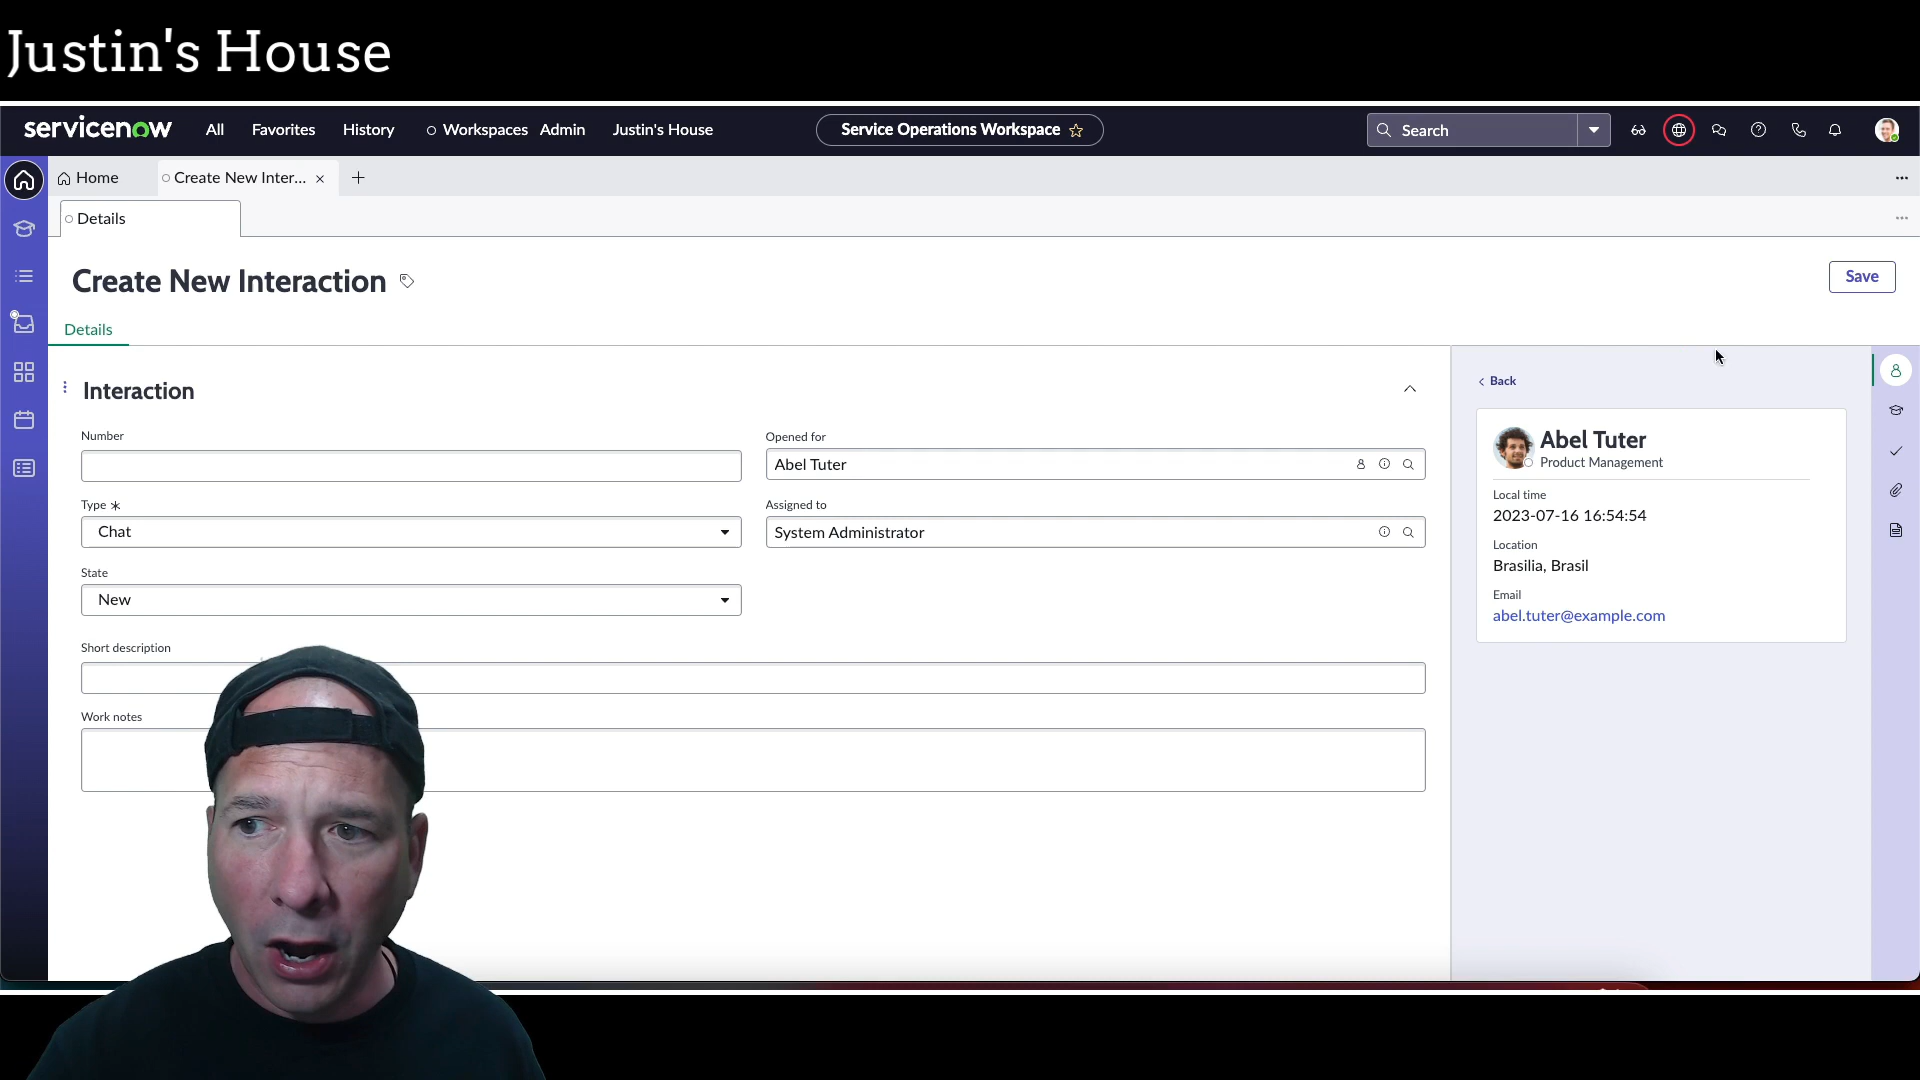 Justin's House
servicenow All Favorites History Workspaces Admin Justin's House Service Operations Workspace Search
Home Create New Inter...
Details
Create New Interaction Save
Details
Interaction
Number
Opened for
Abel Tuter
Type
Chat
Assigned to
System Administrator
State
New
Short description
Work notes
Back
Abel Tuter
Product Management
Local time
2023-07-16 16:54:54
Location
Brasilia, Brasil
Email
abel.tuter@example.com